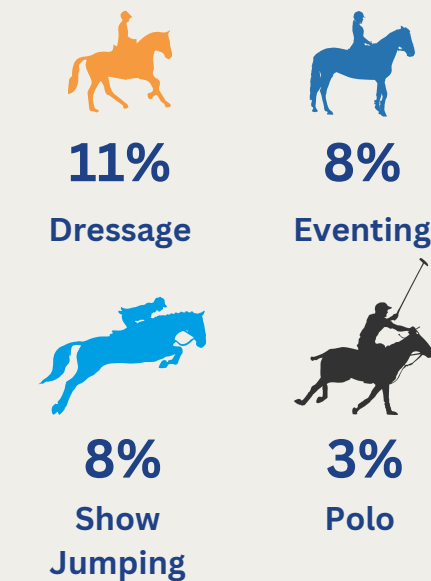 11%
8%
Dressage
Eventing
8%
3%
Show
Jumping
Polo